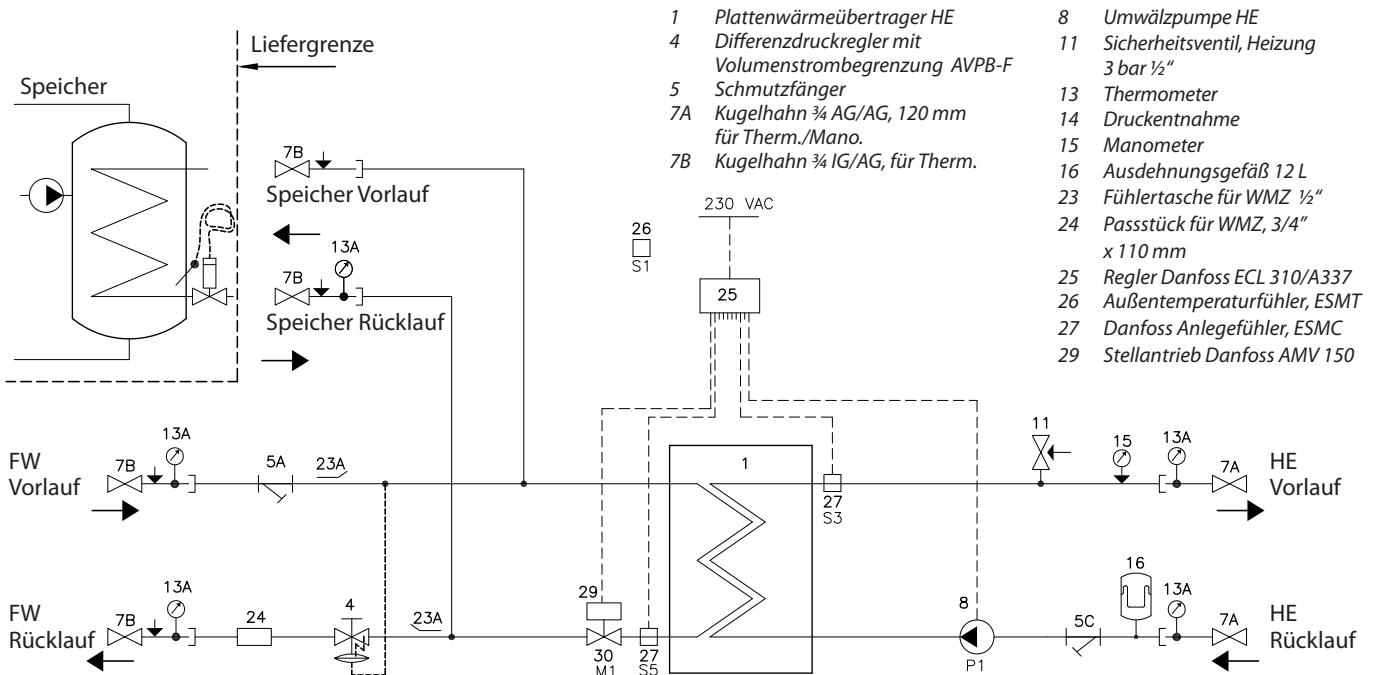 Liefergrenze
Speicher
7B
Speicher Vorlauf
13A
7B
Speicher Rücklauf
1 Plattenwärmeübertrager HE
4 Differenzdruckregler mit
Volumenstrombegrenzung AVPB-F
5 Schmutzfänger
7A Kugelhahn ¾ AG/AG, 120 mm
für Therm./Mano.
7B Kugelhahn ¾ IG/AG, für Therm.
8 Umwälzpumpe HE
11 Sicherheitsventil, Heizung
3 bar ½“
13 Thermometer
14 Druckentnahme
15 Manometer
16 Ausdehnungsgefäß 12 L
23 Fühlertasche für WMZ ½“
24 Passstück für WMZ, 3/4”
x 110 mm
25 Regler Danfoss ECL 310/A337
26 Außentemperaturfühler, ESMT
27 Danfoss Anlegefühler, ESMC
29 Stellantrieb Danfoss AMV 150
230 VAC
26
S1
25
FW
Vorlauf
7B
13A
5A
23A
1
27
S3
11
15
13A
7A
HE
Vorlauf
FW
Rücklauf
7B
13A
24
4
23A
29
30
M1
27
S5
8
P1
5C
16
13A
7A
HE
Rücklauf